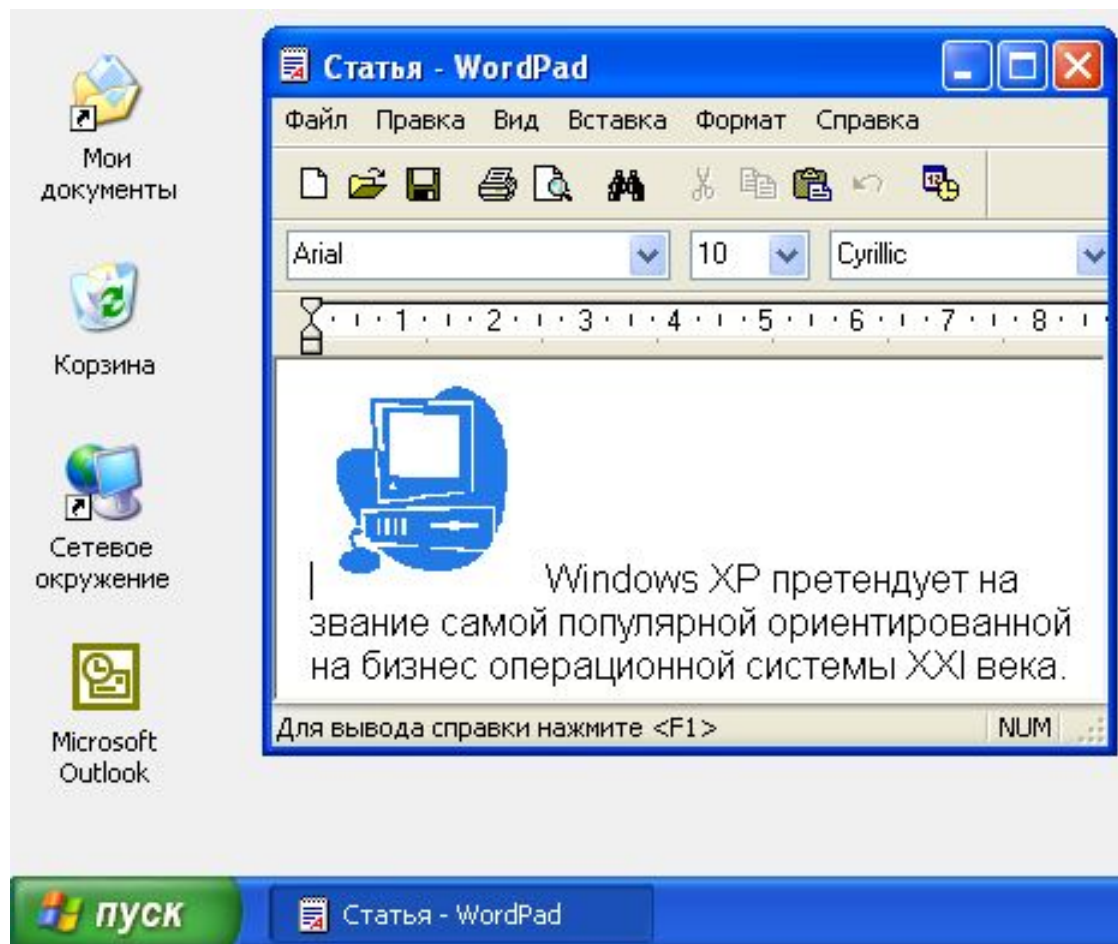 Мои
документы
Корзина
Сетевое
окружение
Microsoft
Outlook
Статья - WordPad
Файл Правка Вид Вставка Формат Справка
12
Arial 10 Cyrillic
1 2 3 4 5 6 7 8
Windows XP претендует на
звание самой популярной ориентированной
на бизнес операционной системы XXI века.
Для вывода справки нажмите <F1> NUM
пуск Статья - WordPad